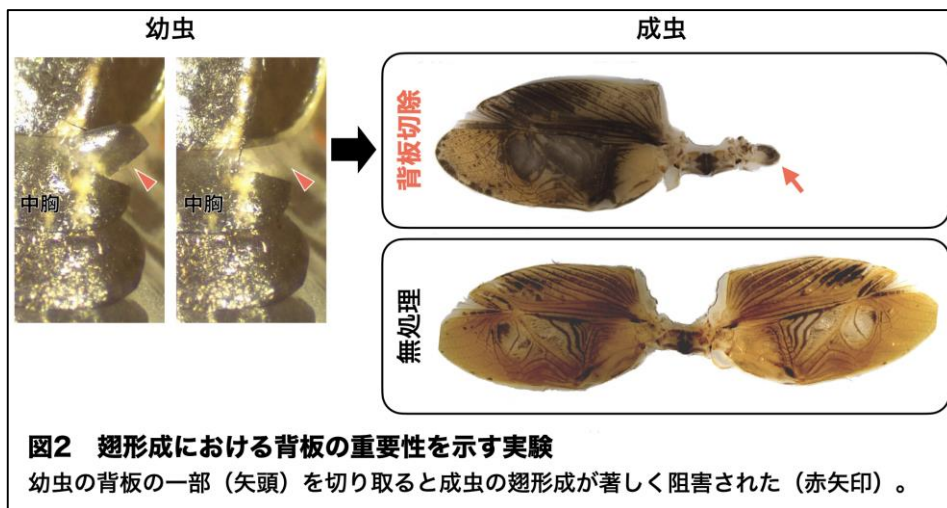 幼虫
成虫
中胸
中胸
背板切除
無処理
図2 翅形成における背板の重要性を示す実験
幼虫の背板の一部（矢頭）を切り取ると成虫の翅形成が著しく阻害された（赤矢印）。